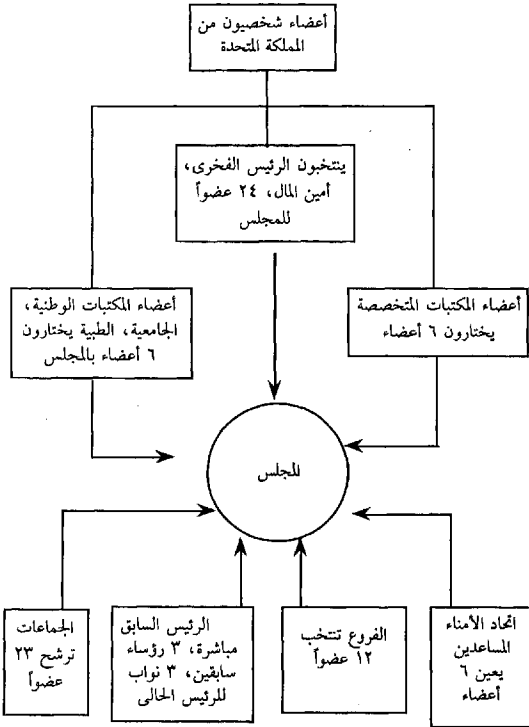 أعضاء شخصيون من
المملكة المتحدة
ينتخبون الرئيس الفخرى،
أمين المال، ٢٤ عضواً
للمجلس
أعضاء المكتبات المتخصصة
يختارون ٦ أعضاء
أعضاء المكتبات الوطنية،
الجامعية، الطبية يختارون
٦ أعضاء بالمجلس
للمجلس
اتحاد الأمناء
المساعدين
يعين ٦
أعضاء
الفروع تنتخب
١٢ عضواً
الرئيس السابق
مباشرة، ٣ رؤساء
سابقين، ٣ نواب
للرئيس الحالى
الجماعات
ترشح ٢٣
عضواً